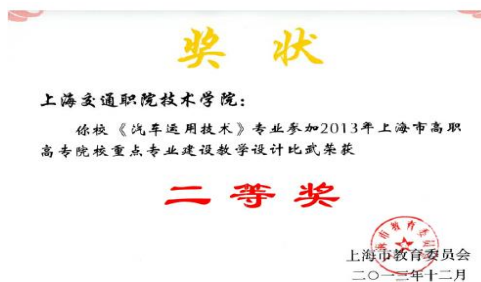 奖 状
上海交通职院技术学院：
你校《汽车运用技术》专业参加2013年上海市高职
高专院校重点专业建设教学设计比武荣获
二等奖
上海市教育委员会
二〇一三年十二月